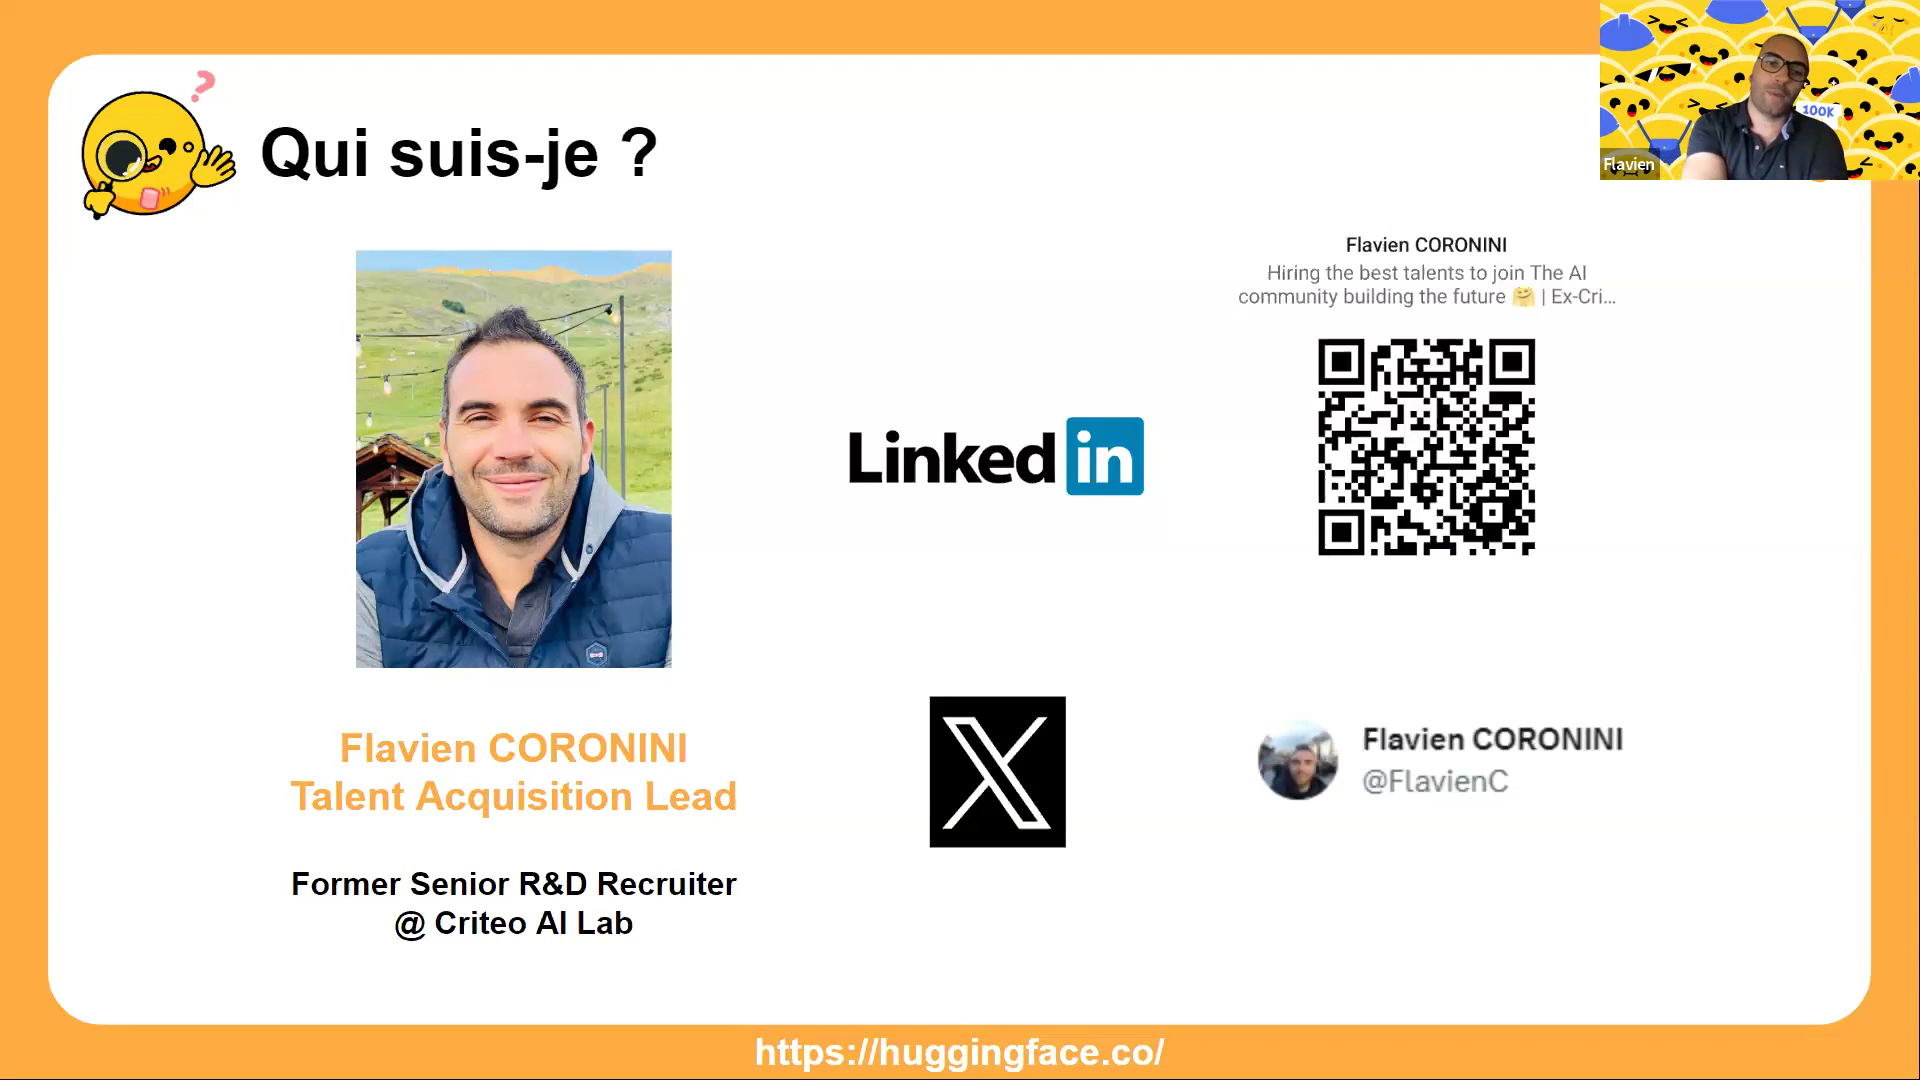 Qui suis-je ?
100K
Flavien
Flavien CORONINI
Hiring the best talents to join The AI
community building the future 🤗 | Ex-Cri...
Linked in
Flavien CORONINI
Talent Acquisition Lead
Flavien CORONINI
@FlavienC
Former Senior R&D Recruiter
@ Criteo AI Lab
https://huggingface.co/